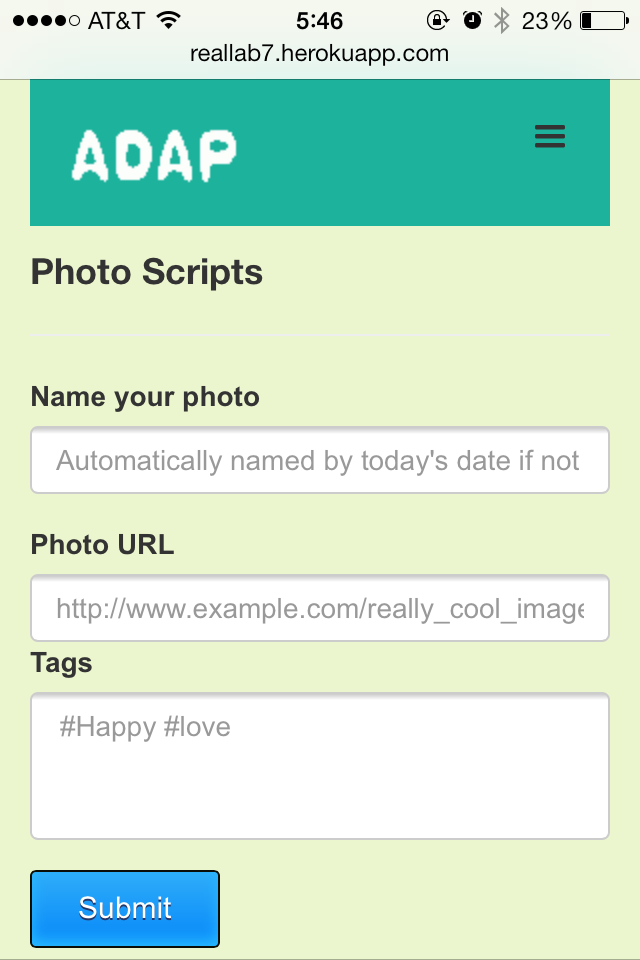 AT&T 5:46 23%
reallab7.herokuapp.com
ADAP
Photo Scripts
Name your photo
Automatically named by today's date if not
Photo URL
http://www.example.com/really_cool_image
Tags
#Happy #love
Submit